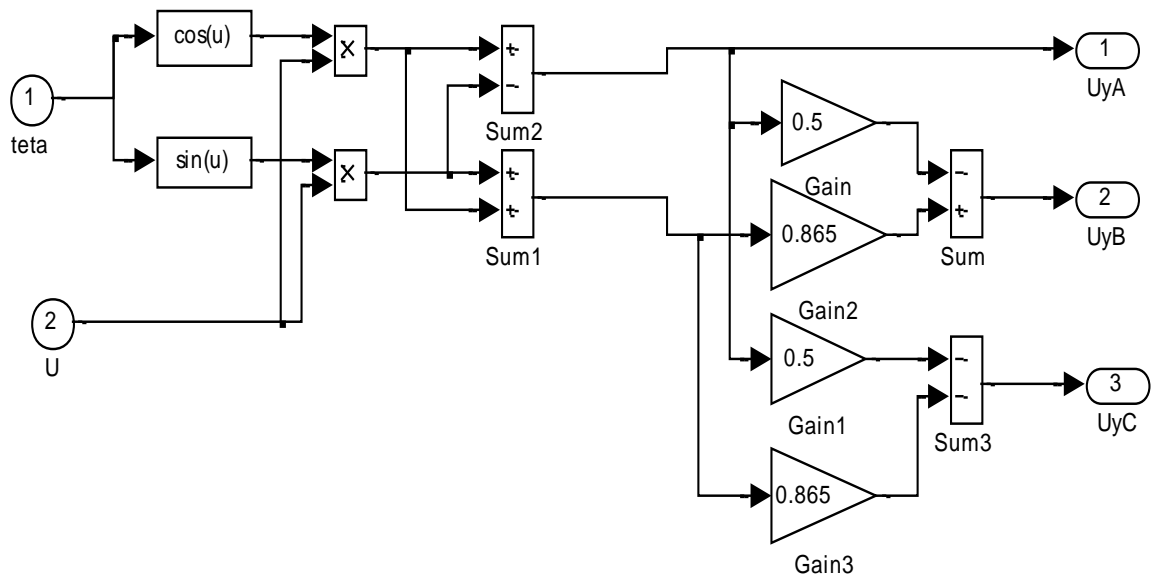 1
teta
cos(u)
sin(u)
2
U
×
×
+
-
Sum2
+
+
Sum1
0.5
Gain
0.865
Gain2
0.5
Gain1
0.865
Gain3
-
+
Sum
-
-
Sum3
1
UyA
2
UyB
3
UyC